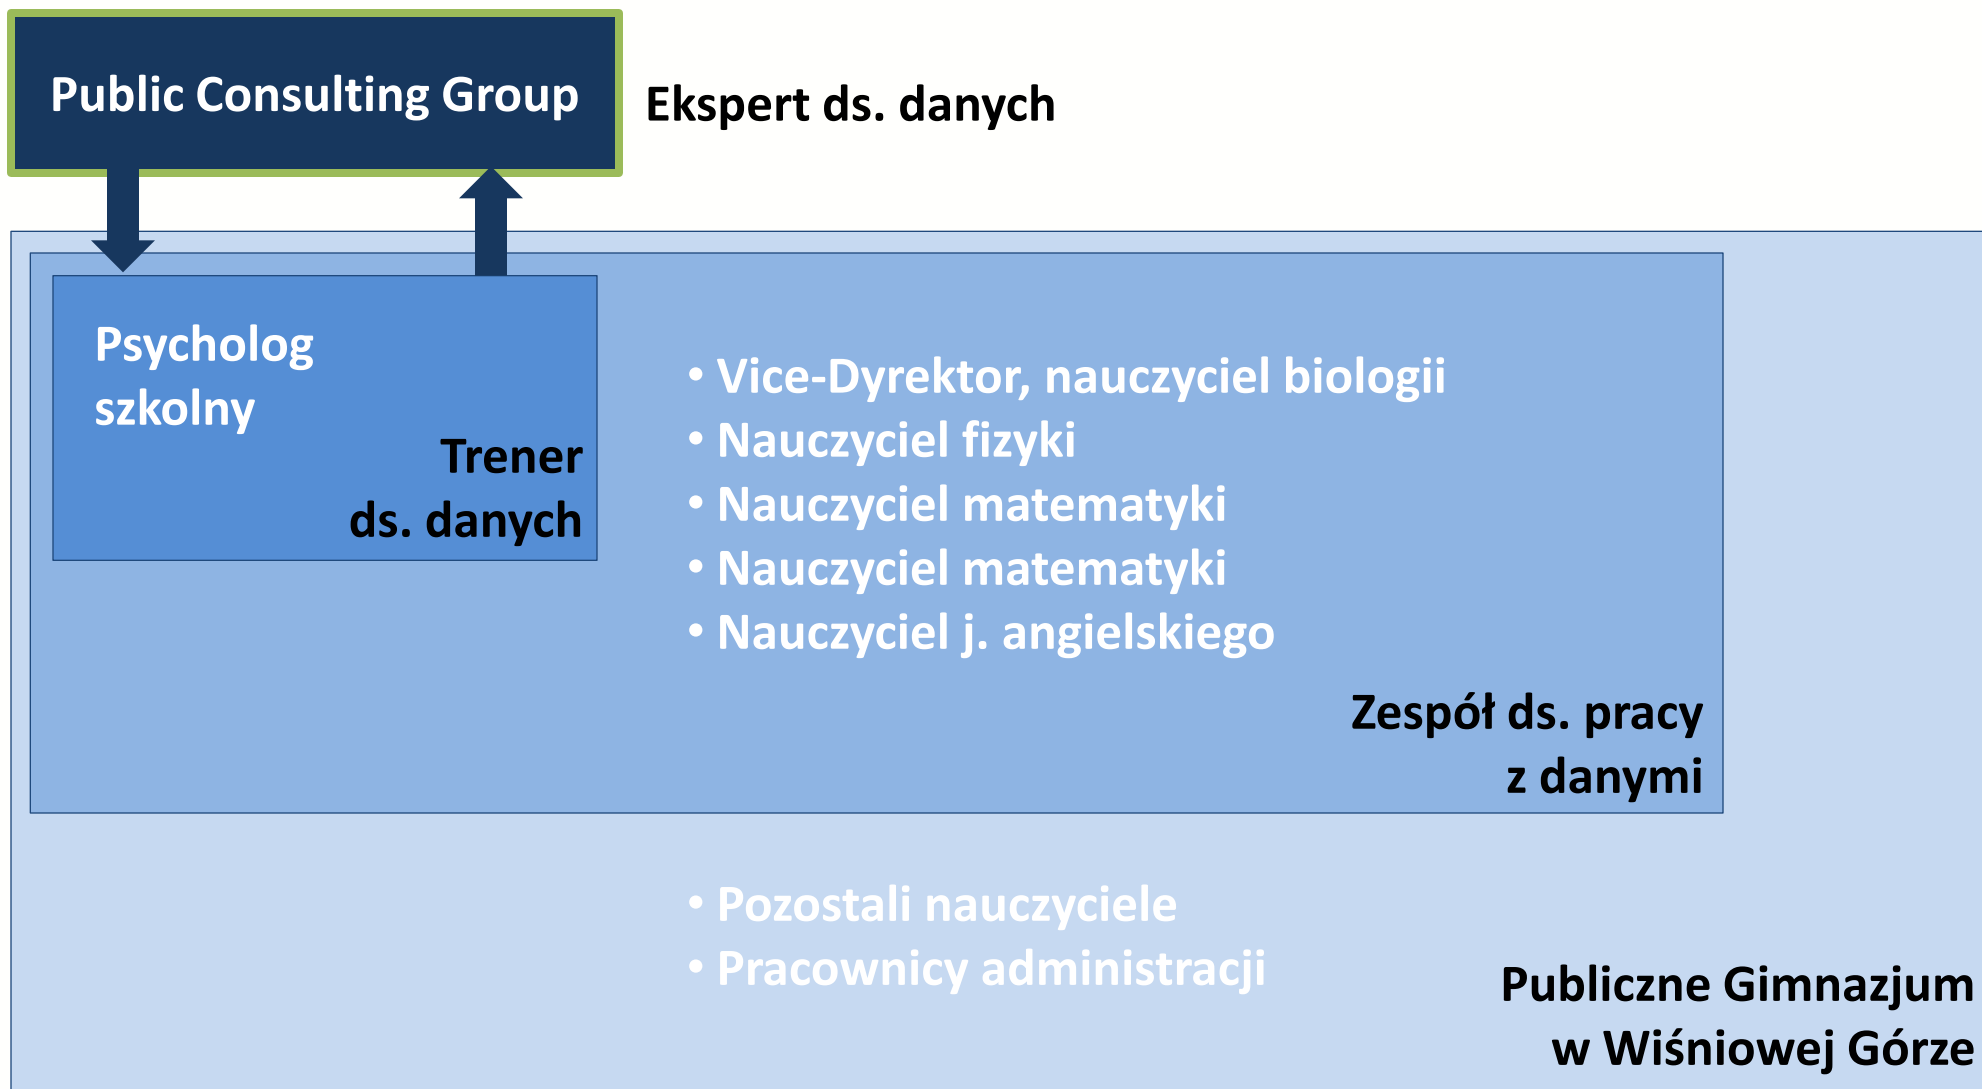 Public Consulting Group
Ekspert ds. danych
Psycholog
szkolny
Trener
ds. danych
• Vice-Dyrektor, nauczyciel biologii
• Nauczyciel fizyki
• Nauczyciel matematyki
• Nauczyciel matematyki
• Nauczyciel j. angielskiego
Zespół ds. pracy
z danymi
• Pozostali nauczyciele
• Pracownicy administracji
Publiczne Gimnazjum
w Wiśniowej Górze